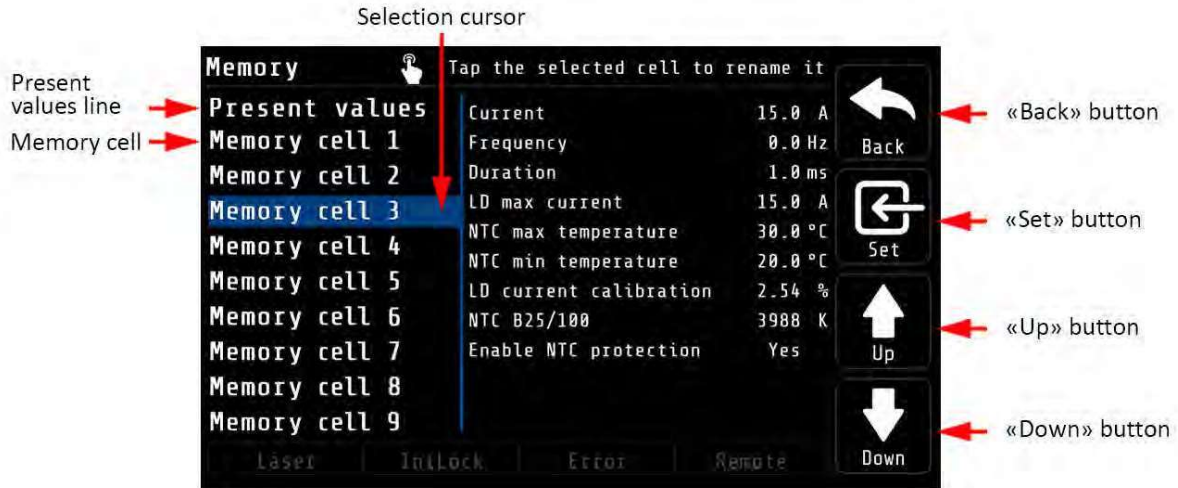 Selection cursor
Memory Tap the selected cell to rename it
Present
values line
Present values
Memory cell
Memory cell 1
Memory cell 2
Memory cell 3
Memory cell 4
Memory cell 5
Memory cell 6
Memory cell 7
Memory cell 8
Memory cell 9
Current 15.0 A
Frequency 0.0 Hz
Duration 1.0 ms
LD max current 15.0 A
NTC max temperature 30.0 °C
NTC min temperature 20.0 °C
LD current calibration 2.54 %
NTC B25/100 3988 K
Enable NTC protection Yes
Back
«Back» button
Set
«Set» button
Up
«Up» button
Down
«Down» button
Laser IntLock Error Remote